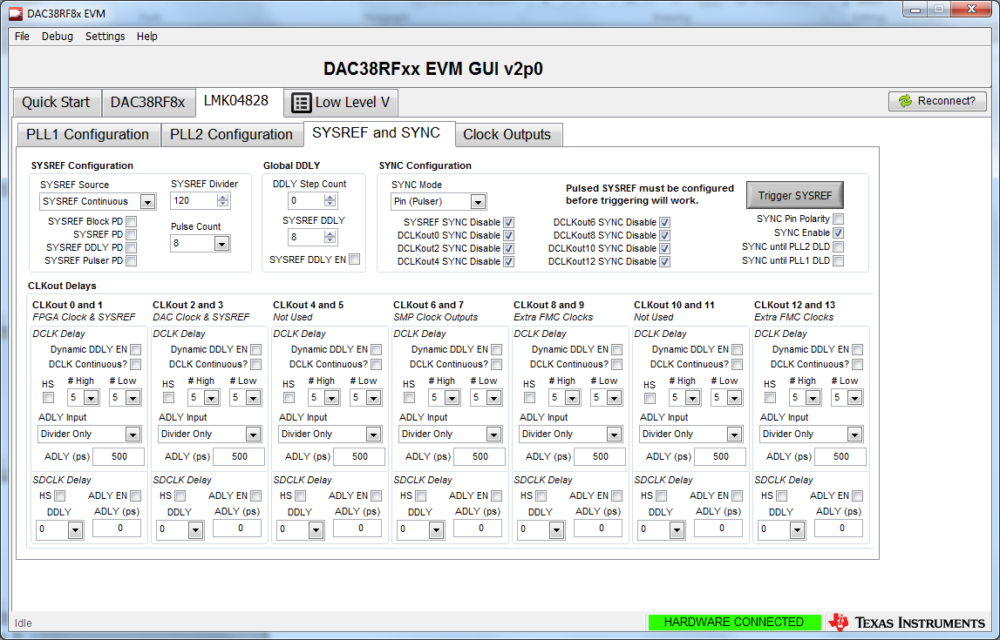 DAC38RF8x EVM
File Debug Settings Help
DAC38RFxx EVM GUI v2p0
Quick Start DAC38RF8x LMK04828 Low Level V Reconnect?
PLL1 Configuration PLL2 Configuration SYSREF and SYNC Clock Outputs
SYSREF Configuration
SYSREF Source SYSREF Divider
SYSREF Continuous 120
SYSREF Block PD
SYSREF PD
SYSREF DDLY PD
SYSREF Pulser PD
Pulse Count
8
Global DDLY
DDLY Step Count
0
SYSREF DDLY
8
SYSREF DDLY EN
SYNC Configuration
SYNC Mode
Pin (Pulser)
Pulsed SYSREF must be configured
before triggering will work.
Trigger SYSREF
SYSREF SYNC Disable
DCLKout0 SYNC Disable
DCLKout2 SYNC Disable
DCLKout4 SYNC Disable
DCLKout6 SYNC Disable
DCLKout8 SYNC Disable
DCLKout10 SYNC Disable
DCLKout12 SYNC Disable
SYNC Pin Polarity
SYNC Enable
SYNC until PLL2 DLD
SYNC until PLL1 DLD
CLKout Delays
CLKout 0 and 1
FPGA Clock & SYSREF
DCLK Delay
Dynamic DDLY EN
DCLK Continuous?
HS # High # Low
5 5
ADLY Input
Divider Only
ADLY (ps) 500
SDCLK Delay
HS ADLY EN
DDLY ADLY (ps)
0 0
CLKout 2 and 3
DAC Clock & SYSREF
DCLK Delay
Dynamic DDLY EN
DCLK Continuous?
HS # High # Low
5 5
ADLY Input
Divider Only
ADLY (ps) 500
SDCLK Delay
HS ADLY EN
DDLY ADLY (ps)
0 0
CLKout 4 and 5
Not Used
DCLK Delay
Dynamic DDLY EN
DCLK Continuous?
HS # High # Low
5 5
ADLY Input
Divider Only
ADLY (ps) 500
SDCLK Delay
HS ADLY EN
DDLY ADLY (ps)
0 0
CLKout 6 and 7
SMP Clock Outputs
DCLK Delay
Dynamic DDLY EN
DCLK Continuous?
HS # High # Low
5 5
ADLY Input
Divider Only
ADLY (ps) 500
SDCLK Delay
HS ADLY EN
DDLY ADLY (ps)
0 0
CLKout 8 and 9
Extra FMC Clocks
DCLK Delay
Dynamic DDLY EN
DCLK Continuous?
HS # High # Low
5 5
ADLY Input
Divider Only
ADLY (ps) 500
SDCLK Delay
HS ADLY EN
DDLY ADLY (ps)
0 0
CLKout 10 and 11
Not Used
DCLK Delay
Dynamic DDLY EN
DCLK Continuous?
HS # High # Low
5 5
ADLY Input
Divider Only
ADLY (ps) 500
SDCLK Delay
HS ADLY EN
DDLY ADLY (ps)
0 0
CLKout 12 and 13
Extra FMC Clocks
DCLK Delay
Dynamic DDLY EN
DCLK Continuous?
HS # High # Low
5 5
ADLY Input
Divider Only
ADLY (ps) 500
SDCLK Delay
HS ADLY EN
DDLY ADLY (ps)
0 0
Idle HARDWARE CONNECTED TEXAS INSTRUMENTS